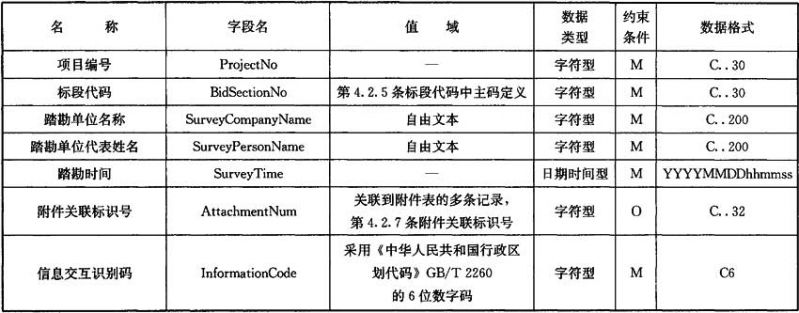 名 称 字段名 值 域 数据类型 约束条件 数据格式
项目编号 ProjectNo — 字符型 M C..30
标段代码 BidSectionNo 第4.2.5条标段代码中主码定义 字符型 M C..30
踏勘单位名称 SurveyCompanyName 自由文本 字符型 M C..200
踏勘单位代表姓名 SurveyPersonName 自由文本 字符型 M C..200
踏勘时间 SurveyTime — 日期时间型 M YYYYMMDDhhmmss
附件关联标识号 AttachmentNum 关联到附件表的多条记录，
第4.2.7条附件关联标识号 字符型 O C..32
信息交互识别码 InformationCode 采用《中华人民共和国行政区
划代码》GB/T 2260
的6位数字码 字符型 M C6